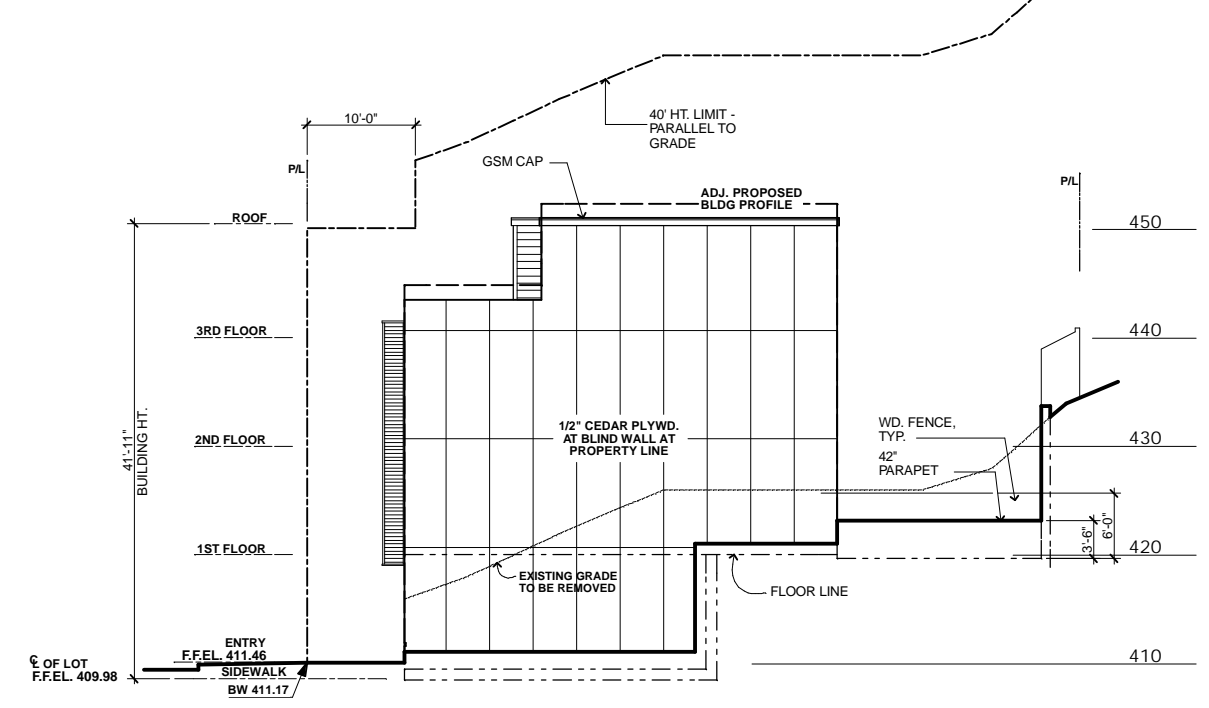 10'-0"
40' HT. LIMIT -
PARALLEL TO
GRADE
GSM CAP
P/L
P/L
ADJ. PROPOSED
BLDG PROFILE
ROOF
450
3RD FLOOR
440
41'-11"
BUILDING HT.
2ND FLOOR
1/2" CEDAR PLYWD.
AT BLIND WALL AT
PROPERTY LINE
WD. FENCE,
TYP.
430
42"
PARAPET
1ST FLOOR
3'-6"
6'-0"
420
EXISTING GRADE
TO BE REMOVED
FLOOR LINE
ENTRY
F.F.EL. 411.46
410
℄ OF LOT
F.F.EL. 409.98
SIDEWALK
BW 411.17